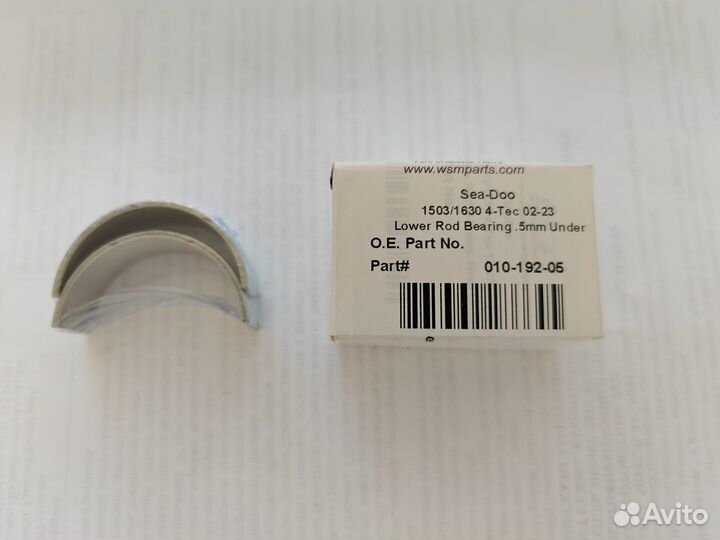 www.wsmparts.com
Sea-Doo
1503/1630 4-Tec 02-23
Lower Rod Bearing .5mm Under
O.E. Part No.
Part# 010-192-05
Avito